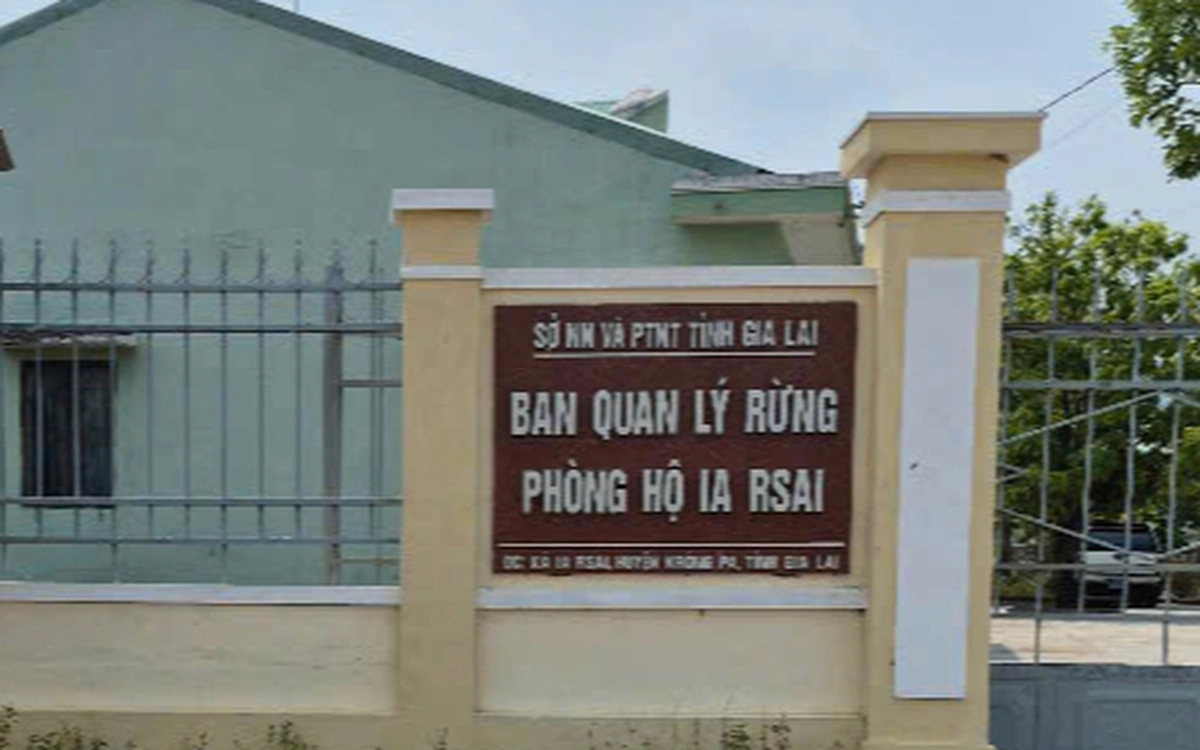 SỞ NN VÀ PTNT TỈNH GIA LAI
BAN QUẢN LÝ RỪNG
PHÒNG HỘ IA RSAI
ĐC: XÃ IA RSAI, HUYỆN KRÔNG PA, TỈNH GIA LAI